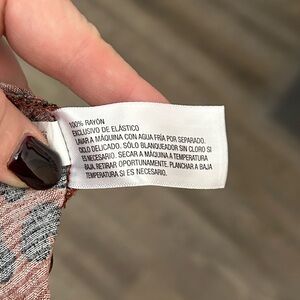 100% RAYÓN
EXCLUSIVO DE ELÁSTICO
LAVAR A MÁQUINA CON AGUA FRÍA POR SEPARADO.
CICLO DELICADO. SÓLO BLANQUEADOR SIN CLORO SI
ES NECESARIO. SECAR A MÁQUINA A TEMPERATURA
BAJA. RETIRAR OPORTUNAMENTE. PLANCHAR A BAJA
TEMPERATURA SI ES NECESARIO.